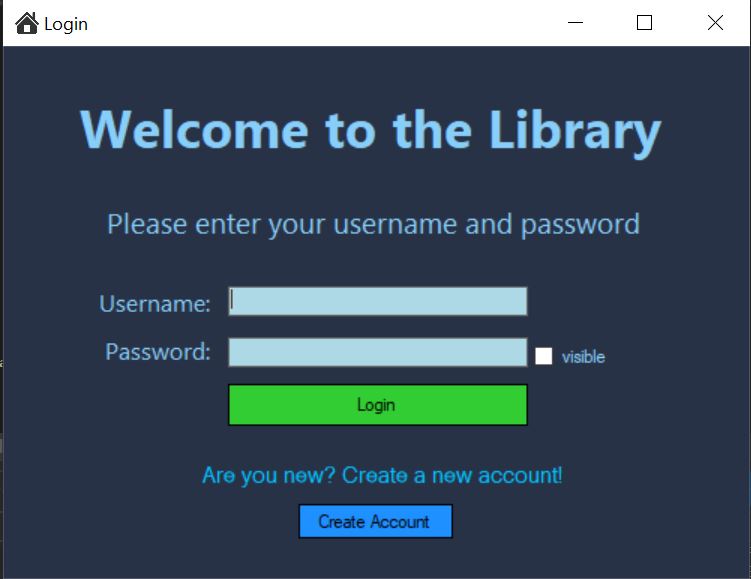 Login
Welcome to the Library
Please enter your username and password
Username:
Password:
visible
Login
Are you new? Create a new account!
Create Account